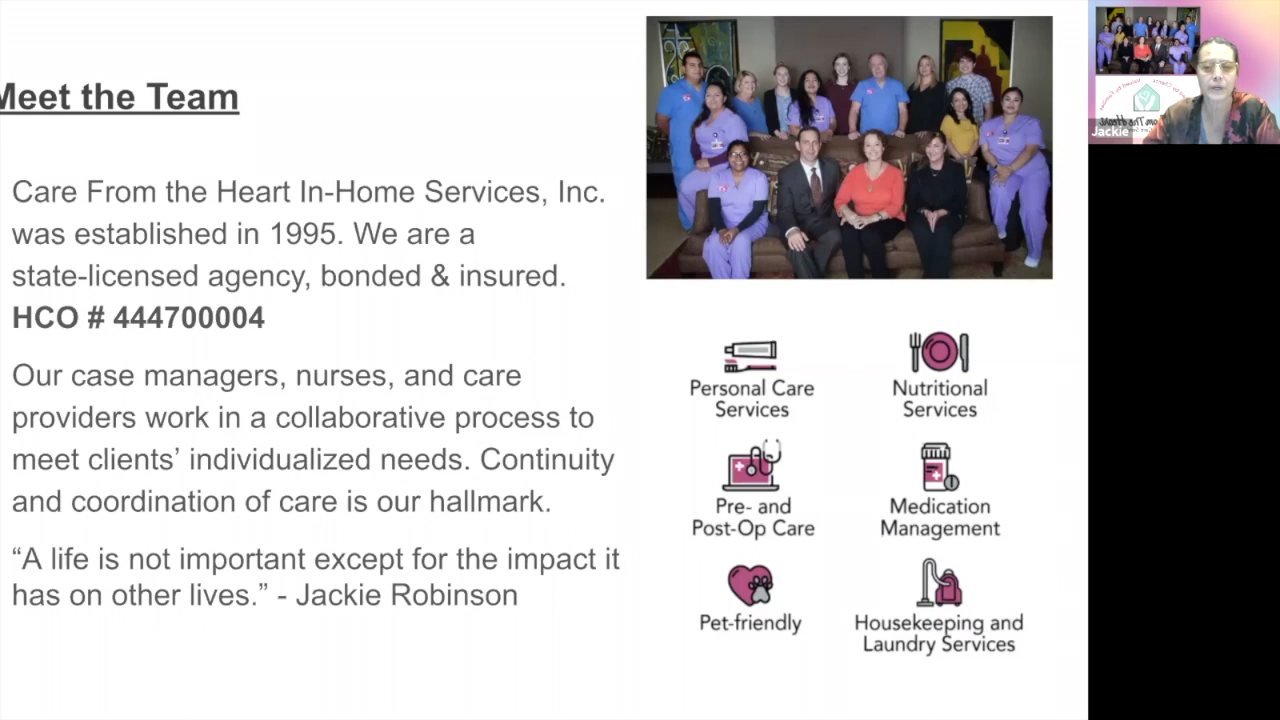 Meet the Team
Care From the Heart In-Home Services, Inc.
was established in 1995. We are a
state-licensed agency, bonded & insured.
HCO # 444700004
Our case managers, nurses, and care
providers work in a collaborative process to
meet clients’ individualized needs. Continuity
and coordination of care is our hallmark.
“A life is not important except for the impact it
has on other lives.” - Jackie Robinson
Personal Care
Services
Nutritional
Services
Pre- and
Post-Op Care
Medication
Management
Pet-friendly
Housekeeping and
Laundry Services
Jackie